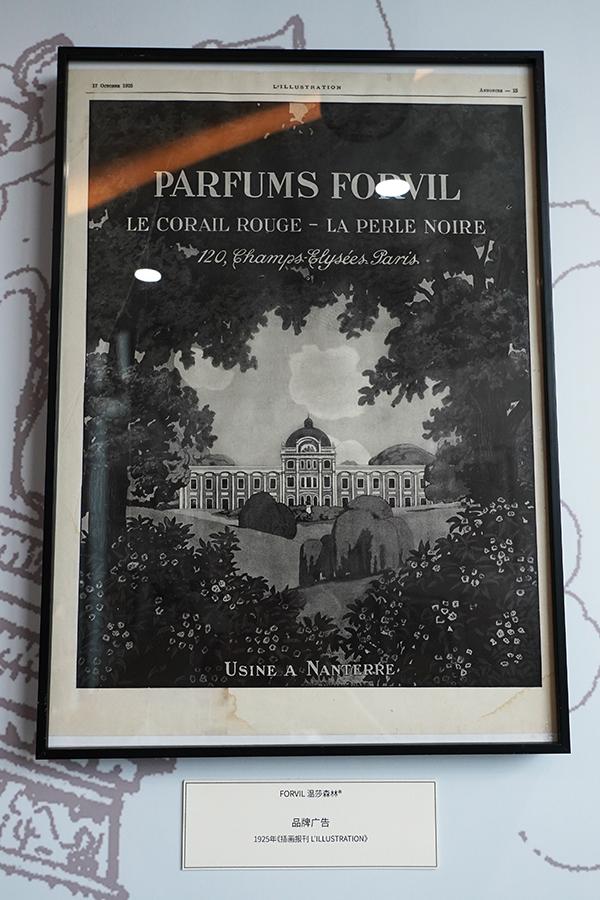 17 Octobre 1925
L'ILLUSTRATION
Annonces — 15
PARFUMS FORVIL
LE CORAIL ROUGE – LA PERLE NOIRE
120, Champs-Elysées. Paris.
USINE A NANTERRE
FORVIL 温莎森林®
品牌广告
1925年《插画报刊 L'ILLUSTRATION》